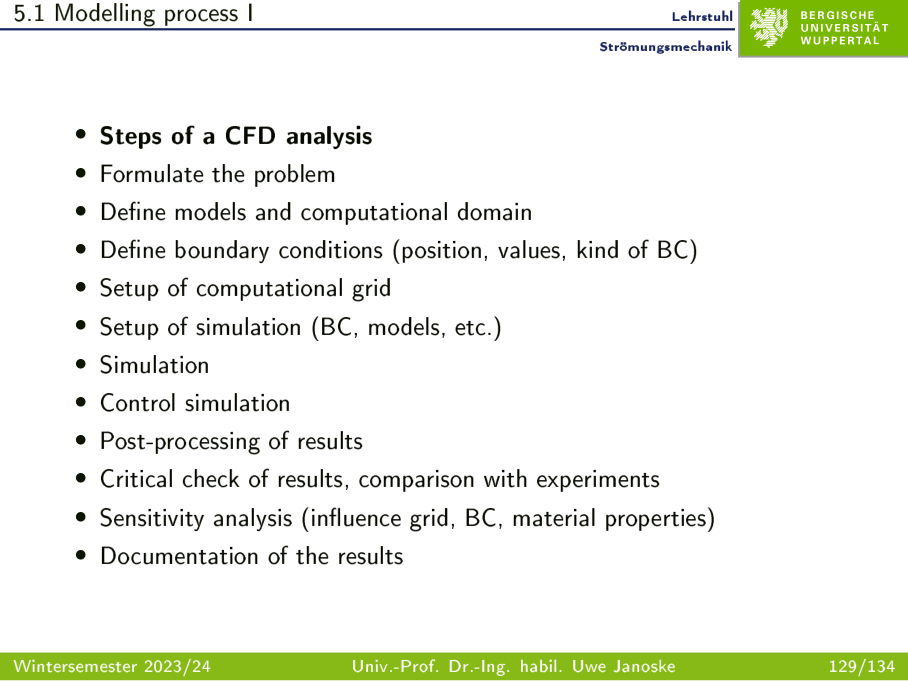 5.1 Modelling process I
Lehrstuhl
Strömungsmechanik
BERGISCHE
UNIVERSITÄT
WUPPERTAL
• Steps of a CFD analysis
• Formulate the problem
• Define models and computational domain
• Define boundary conditions (position, values, kind of BC)
• Setup of computational grid
• Setup of simulation (BC, models, etc.)
• Simulation
• Control simulation
• Post-processing of results
• Critical check of results, comparison with experiments
• Sensitivity analysis (influence grid, BC, material properties)
• Documentation of the results
Wintersemester 2023/24 Univ.-Prof. Dr.-Ing. habil. Uwe Janoske 129/134